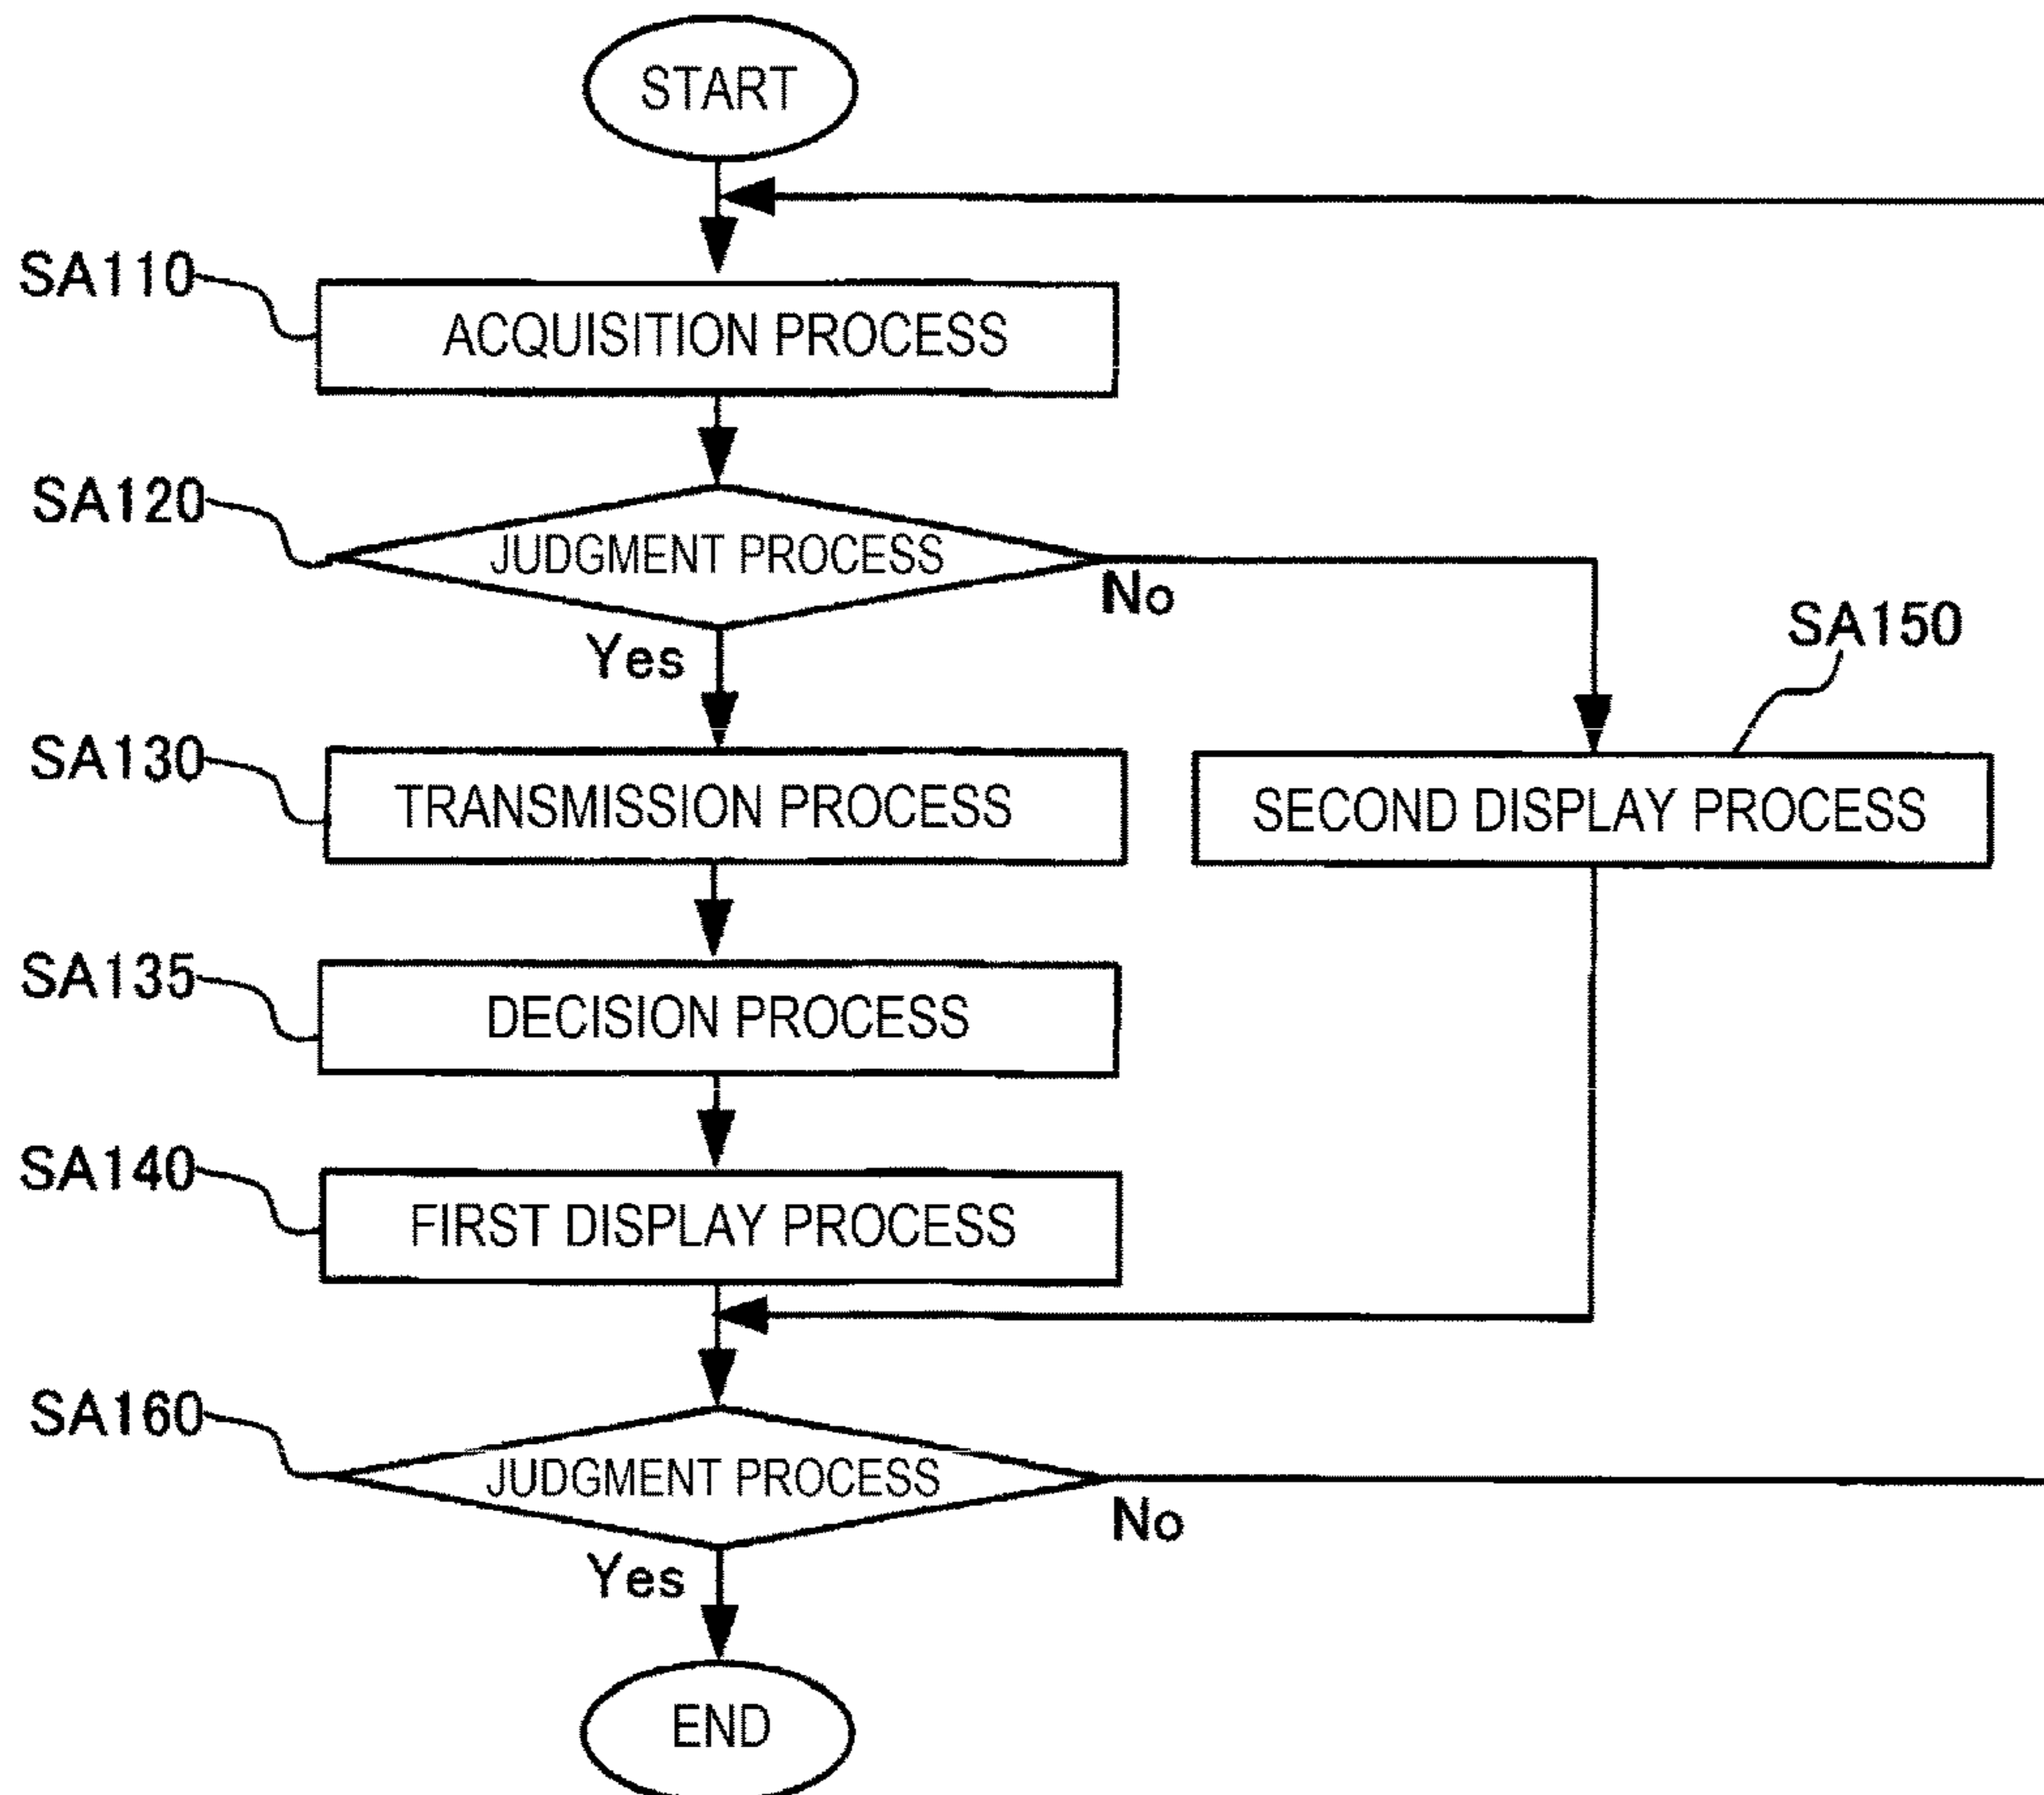 START
SA110
ACQUISITION PROCESS
SA120
JUDGMENT PROCESS
No
Yes
SA150
SA130
TRANSMISSION PROCESS
SECOND DISPLAY PROCESS
SA135
DECISION PROCESS
SA140
FIRST DISPLAY PROCESS
SA160
JUDGMENT PROCESS
No
Yes
END